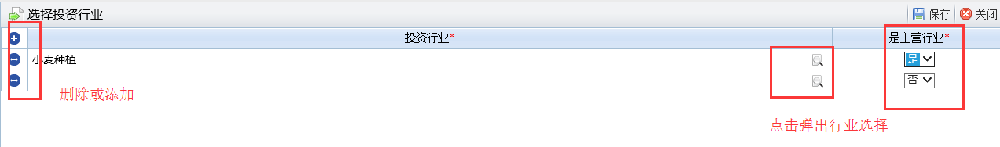 选择投资行业 保存 关闭
投资行业* 是主营行业*
小麦种植 是
否
删除或添加
点击弹出行业选择